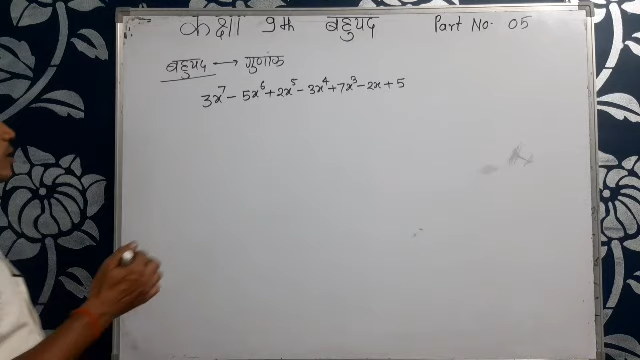 कक्षा 9th बहुपद Part No- 05
बहुपद → गुणांक
3x⁷ - 5x⁶ + 2x⁵ - 3x⁴ + 7x³ - 2x + 5